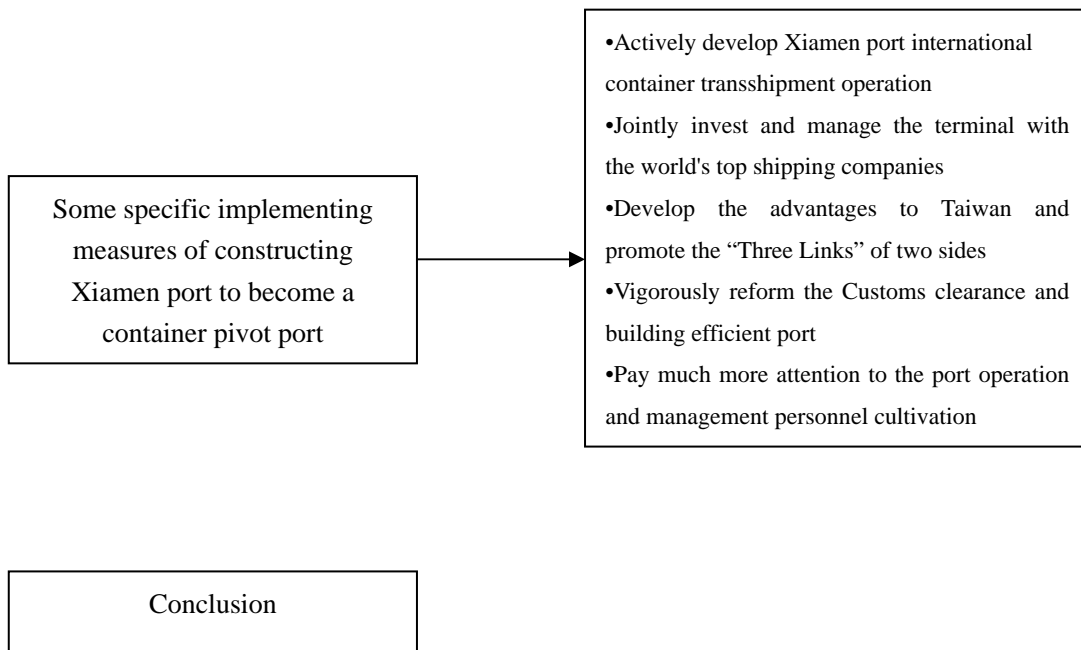 Some specific implementing
measures of constructing
Xiamen port to become a
container pivot port
•Actively develop Xiamen port international
container transshipment operation
•Jointly invest and manage the terminal with
the world's top shipping companies
•Develop the advantages to Taiwan and
promote the “Three Links” of two sides
•Vigorously reform the Customs clearance and
building efficient port
•Pay much more attention to the port operation
and management personnel cultivation
Conclusion